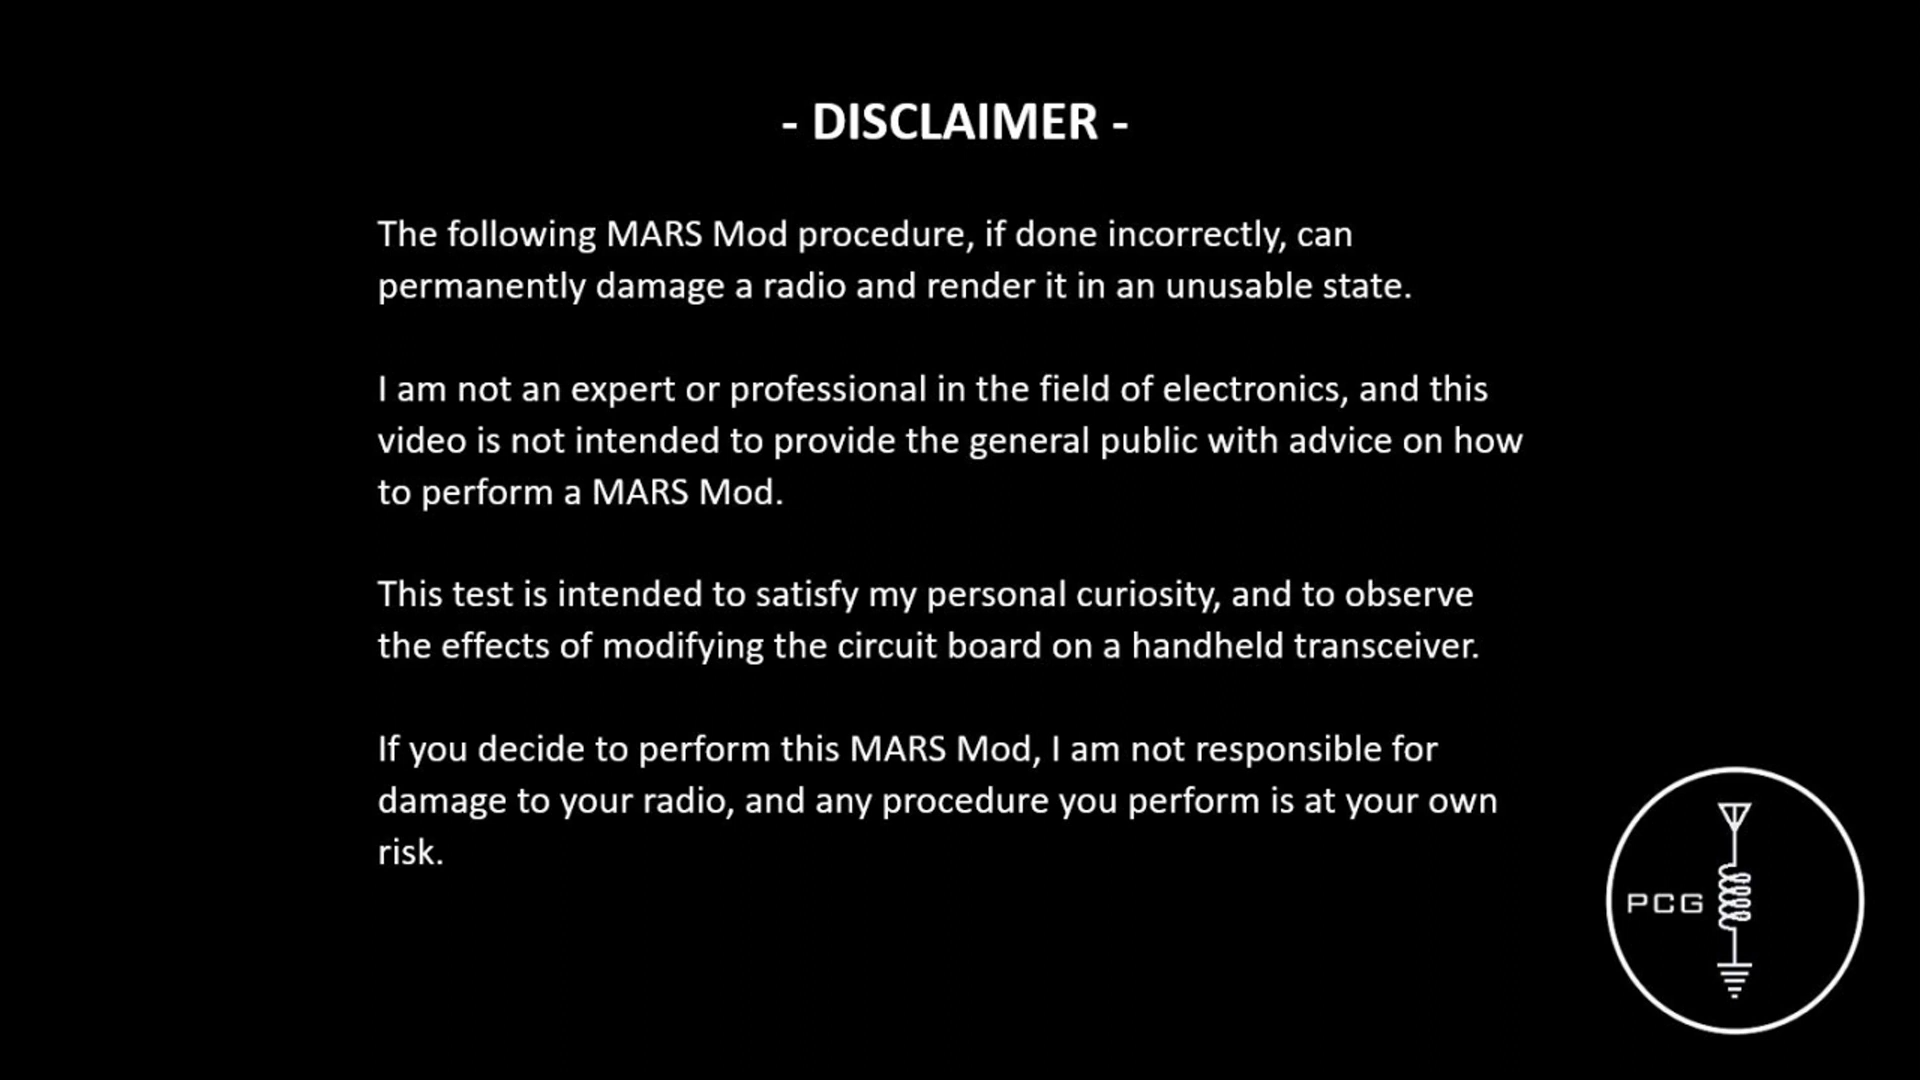 - DISCLAIMER -
The following MARS Mod procedure, if done incorrectly, can
permanently damage a radio and render it in an unusable state.
I am not an expert or professional in the field of electronics, and this
video is not intended to provide the general public with advice on how
to perform a MARS Mod.
This test is intended to satisfy my personal curiosity, and to observe
the effects of modifying the circuit board on a handheld transceiver.
If you decide to perform this MARS Mod, I am not responsible for
damage to your radio, and any procedure you perform is at your own
risk.
PCG